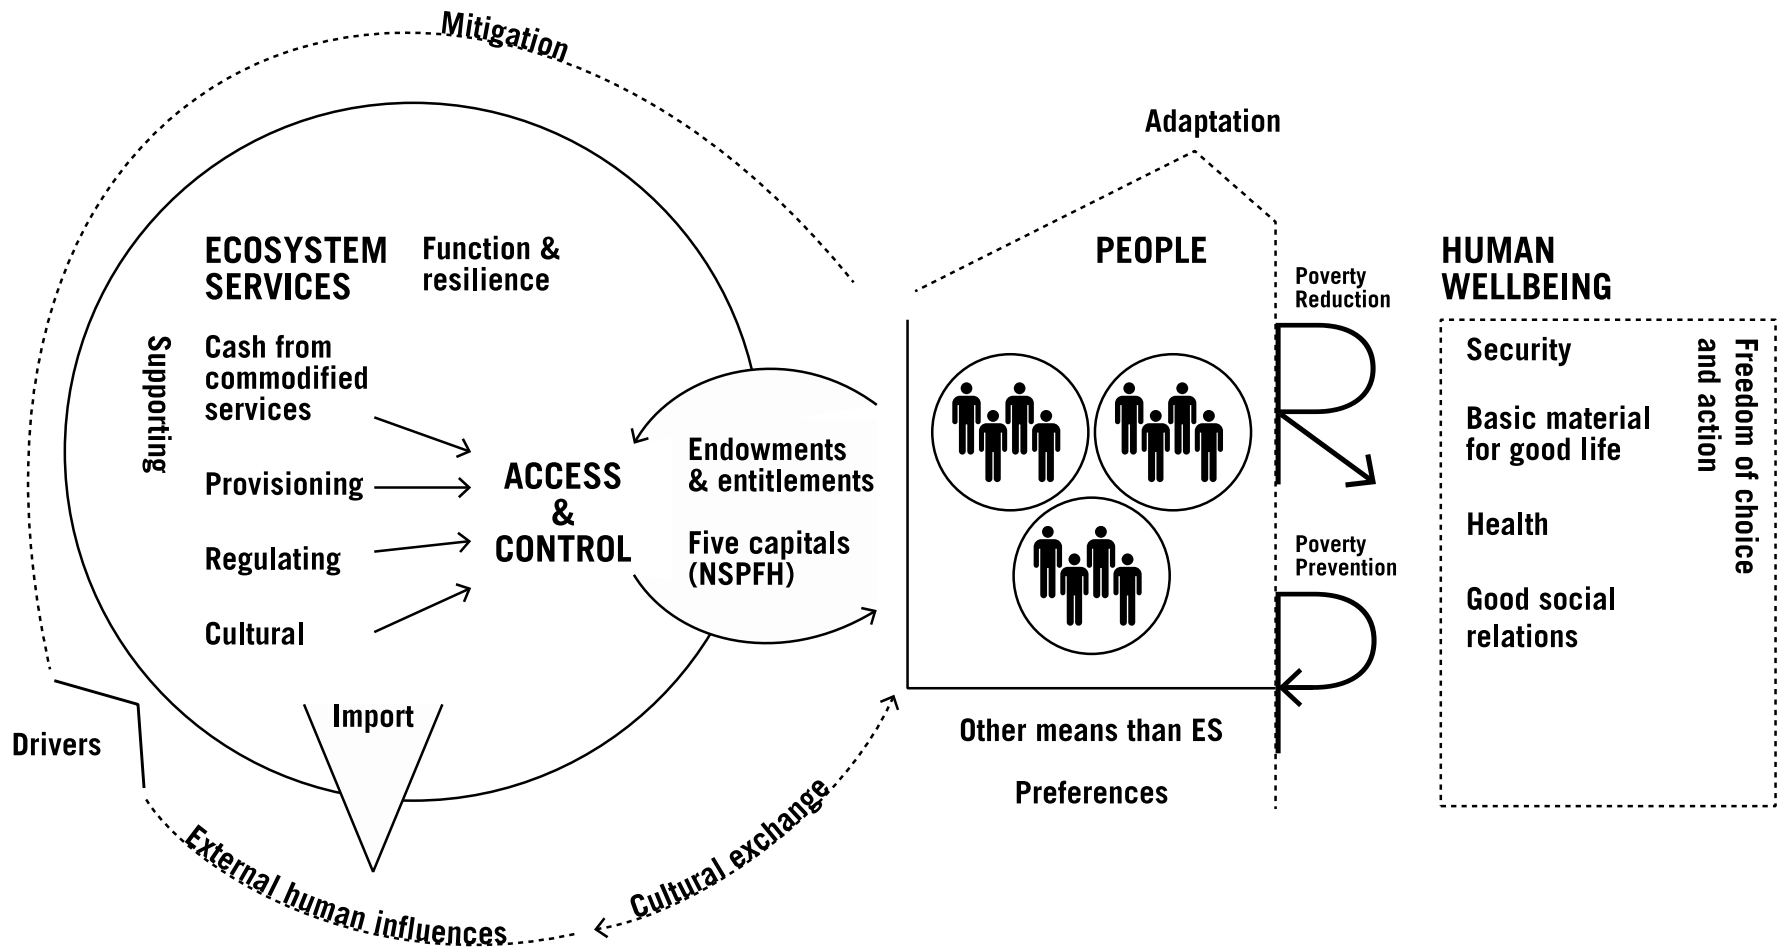 Mitigation
Adaptation
ECOSYSTEM
SERVICES
Function &
resilience
Supporting
Cash from
commodified
services
Provisioning
Regulating
Cultural
ACCESS
&
CONTROL
Endowments
& entitlements
Five capitals
(NSPFH)
Import
Drivers
External human influences
Cultural exchange
PEOPLE
Other means than ES
Preferences
Poverty
Reduction
Poverty
Prevention
HUMAN
WELLBEING
Security
Basic material
for good life
Health
Good social
relations
Freedom of choice
and action